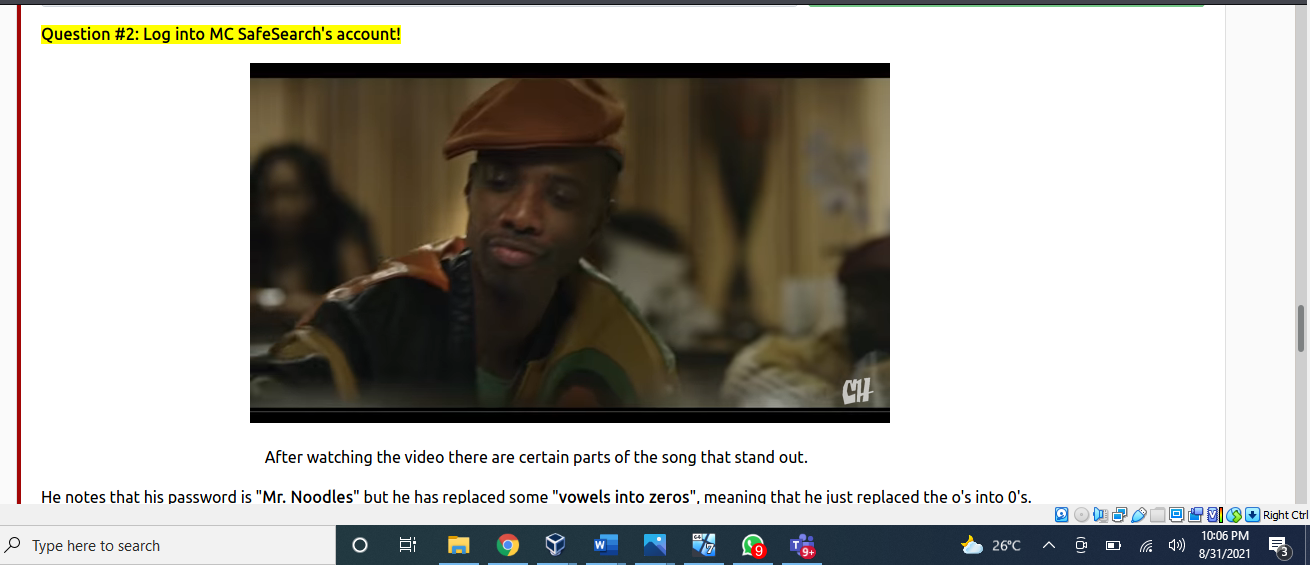 Question #2: Log into MC SafeSearch's account!
CH
After watching the video there are certain parts of the song that stand out.
He notes that his password is "Mr. Noodles" but he has replaced some "vowels into zeros", meaning that he just replaced the o's into 0's.
Right Ctrl
Type here to search
W
64
7
9
T
9+
26°C
10:06 PM
8/31/2021
3